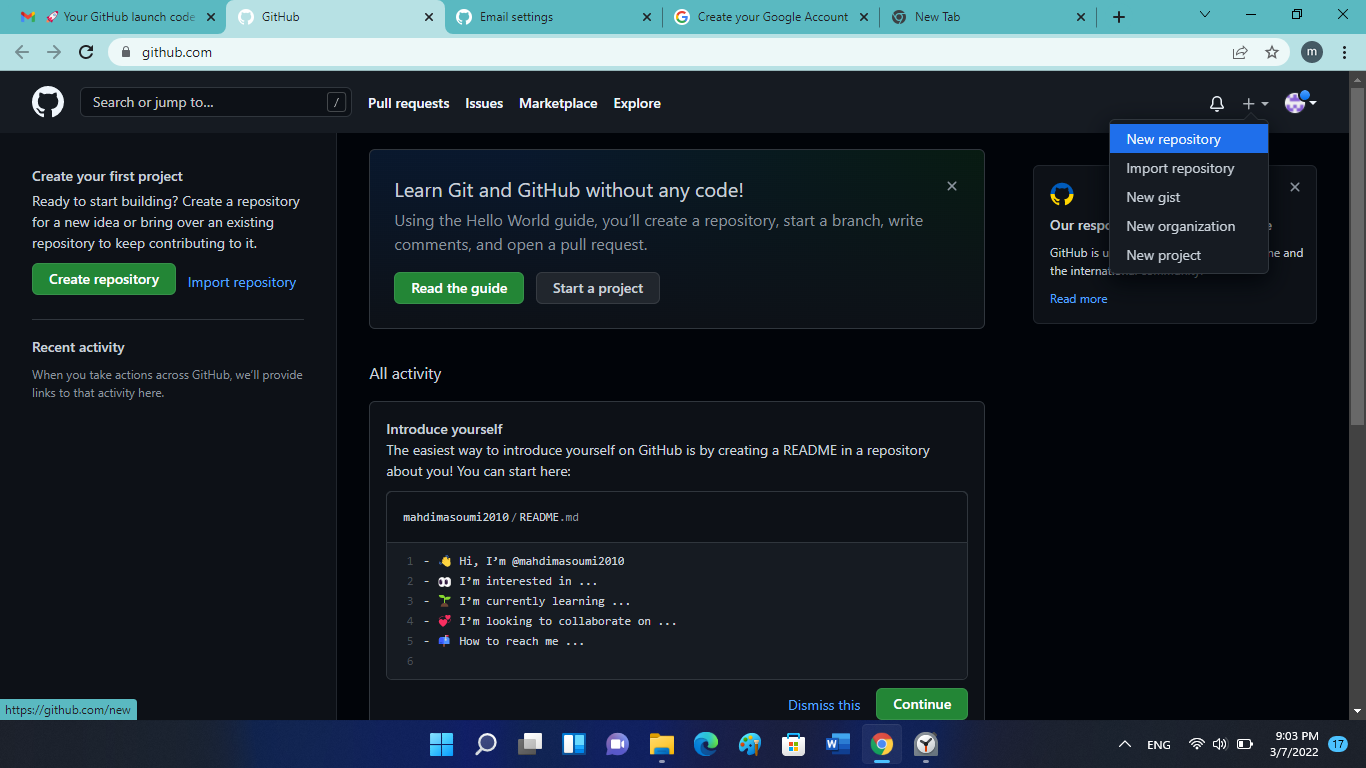 🚀 Your GitHub launch code
GitHub
Email settings
Create your Google Account
New Tab
github.com
m
Search or jump to...
/
Pull requests
Issues
Marketplace
Explore
New repository
Import repository
New gist
New organization
New project
Create your first project
Ready to start building? Create a repository
for a new idea or bring over an existing
repository to keep contributing to it.
Create repository
Import repository
Recent activity
When you take actions across GitHub, we'll provide
links to that activity here.
Learn Git and GitHub without any code!
Using the Hello World guide, you'll create a repository, start a branch, write
comments, and open a pull request.
Read the guide
Start a project
Our
GitHub is
and
the
Read more
All activity
Introduce yourself
The easiest way to introduce yourself on GitHub is by creating a README in a repository
about you! You can start here:
mahdimasoumi2010/README.md
1 - 👋 Hi, I'm @mahdimasoumi2010
2 - 👀 I'm interested in ...
3 - 🌱 I'm currently learning ...
4 - 💞️ I'm looking to collaborate on ...
5 - 📫 How to reach me ...
6
Dismiss this
Continue
https://github.com/new
ENG
9:03 PM
3/7/2022
17